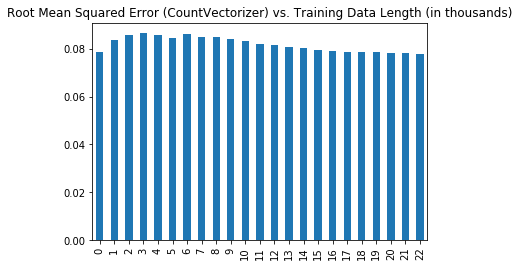 Root Mean Squared Error (CountVectorizer) vs. Training Data Length (in thousands)
0.08
0.06
0.04
0.02
0.00
0 1 2 3 4 5 6 7 8 9 10 11 12 13 14 15 16 17 18 19 20 21 22